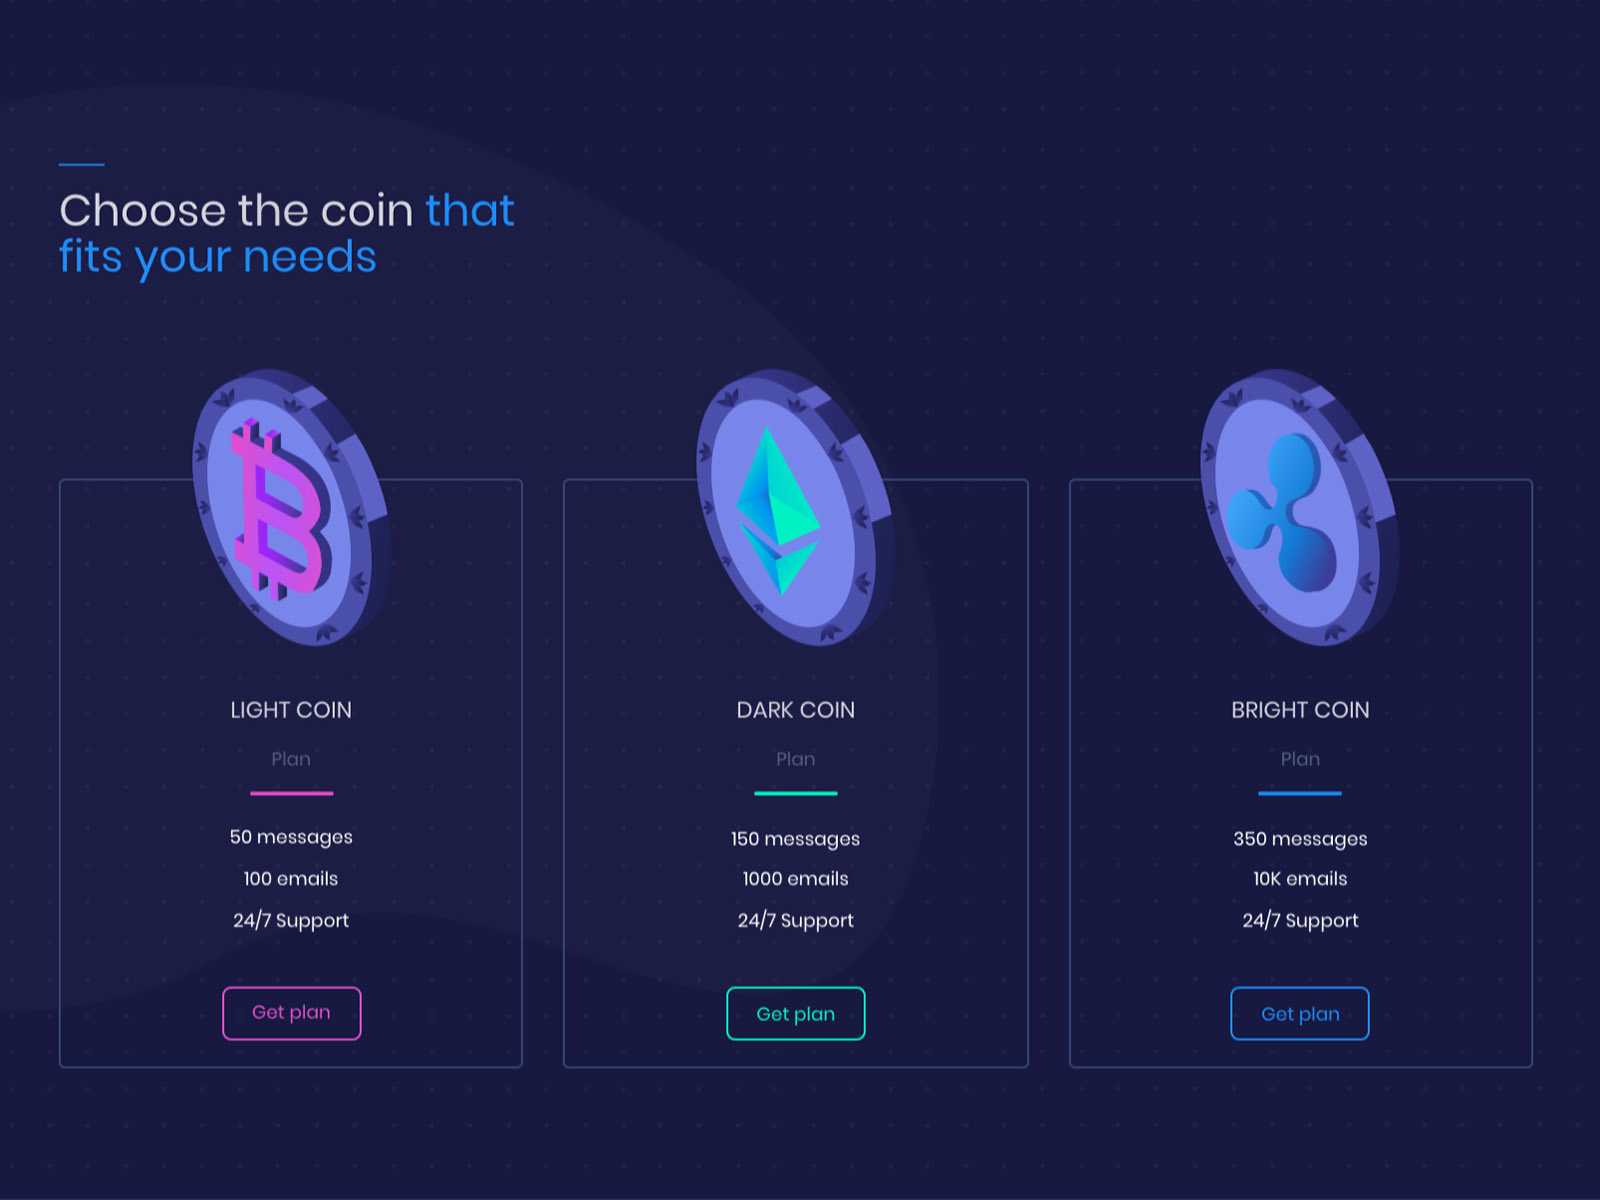 Choose the coin that
fits your needs
LIGHT COIN
Plan
50 messages
100 emails
24/7 Support
Get plan
DARK COIN
Plan
150 messages
1000 emails
24/7 Support
Get plan
BRIGHT COIN
Plan
350 messages
10K emails
24/7 Support
Get plan